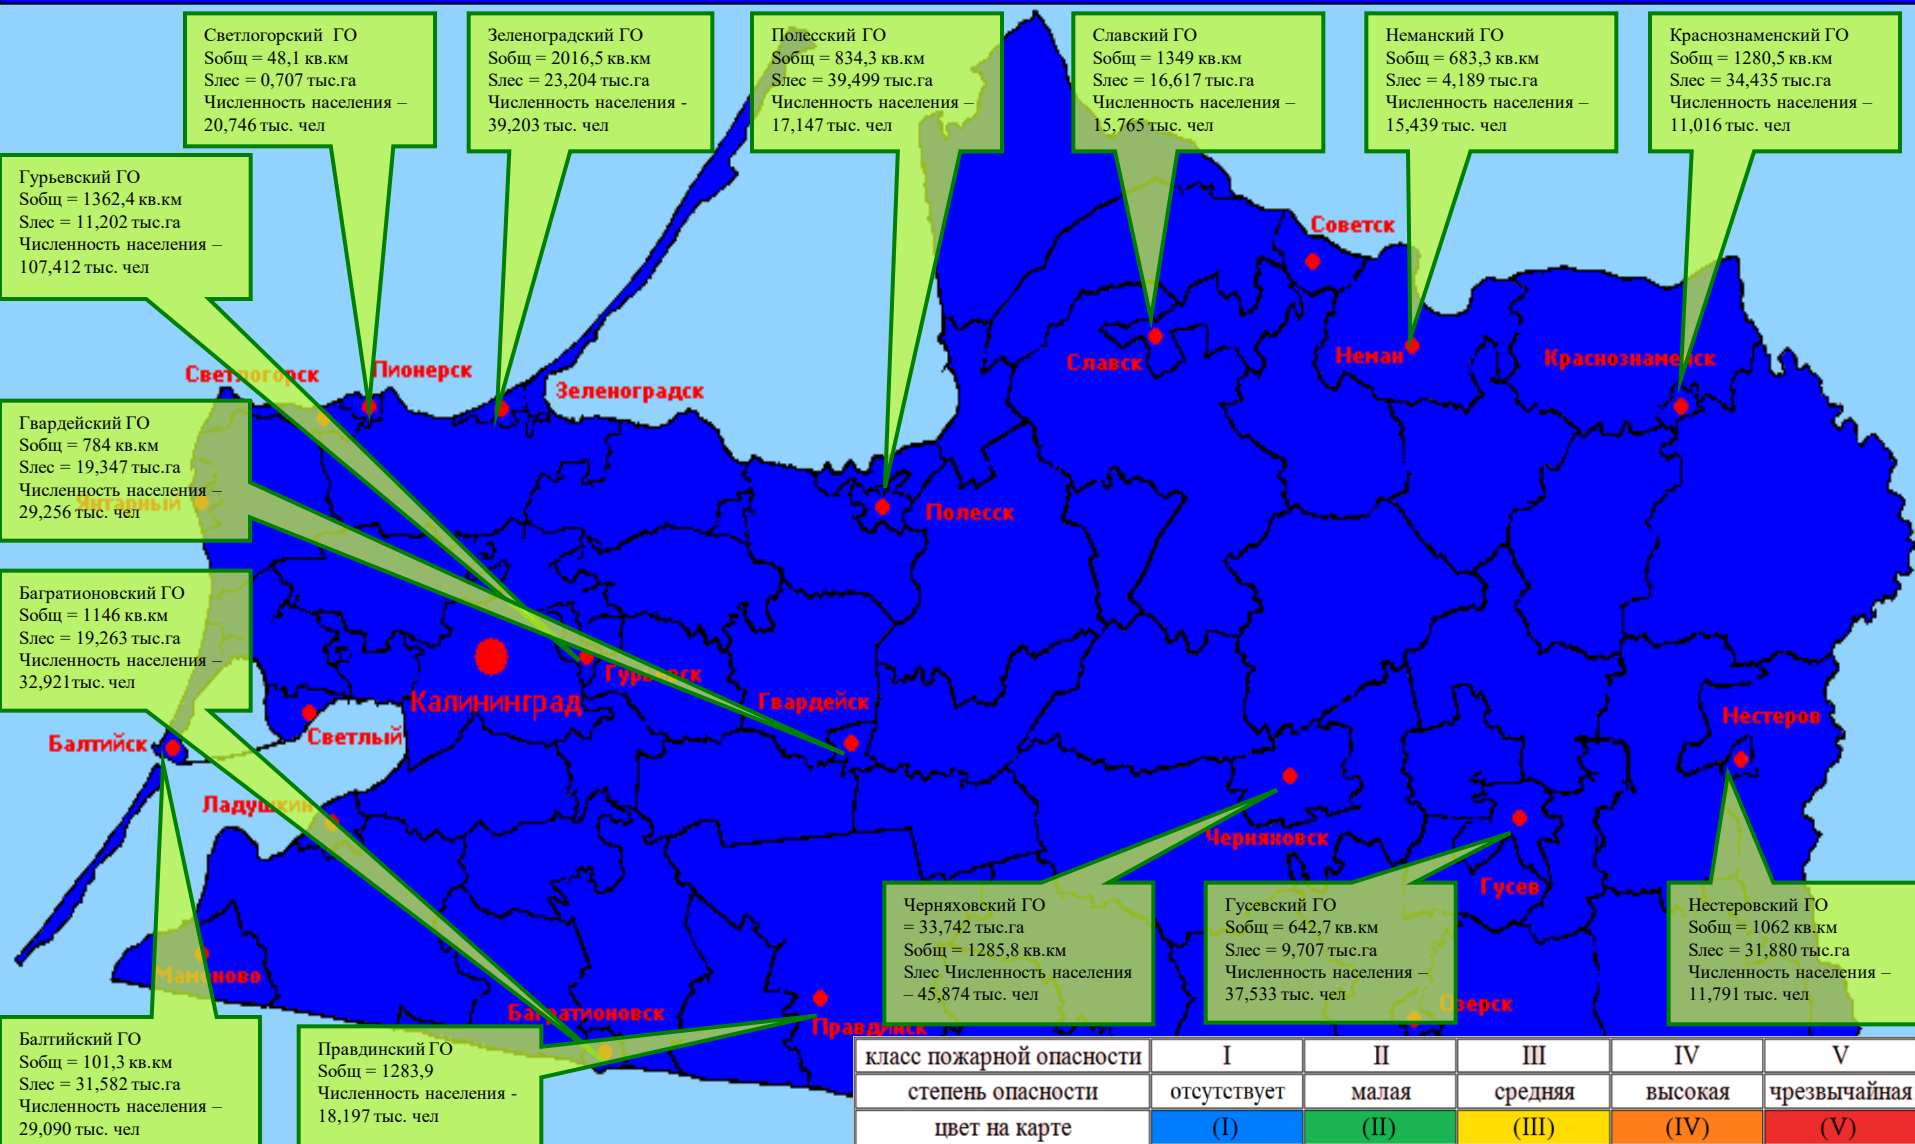 Светлогорский ГО
Sобщ = 48,1 кв.км
Sлес = 0,707 тыс.га
Численность населения –
20,746 тыс. чел
Зеленоградский ГО
Sобщ = 2016,5 кв.км
Sлес = 23,204 тыс.га
Численность населения -
39,203 тыс. чел
Полесский ГО
Sобщ = 834,3 кв.км
Sлес = 39,499 тыс.га
Численность населения –
17,147 тыс. чел
Славский ГО
Sобщ = 1349 кв.км
Sлес = 16,617 тыс.га
Численность населения –
15,765 тыс. чел
Неманский ГО
Sобщ = 683,3 кв.км
Sлес = 4,189 тыс.га
Численность населения –
15,439 тыс. чел
Краснознаменский ГО
Sобщ = 1280,5 кв.км
Sлес = 34,435 тыс.га
Численность населения –
11,016 тыс. чел
Гурьевский ГО
Sобщ = 1362,4 кв.км
Sлес = 11,202 тыс.га
Численность населения –
107,412 тыс. чел
Советск
Славск
Неман
Краснознаменск
Светлогорск
Пионерск
Зеленоградск
Гвардейский ГО
Sобщ = 784 кв.км
Sлес = 19,347 тыс.га
Численность населения –
29,256 тыс. чел
Янтарный
Полесск
Багратионовский ГО
Sобщ = 1146 кв.км
Sлес = 19,263 тыс.га
Численность населения –
32,921тыс. чел
Калининград
Гурьевск
Гвардейск
Нестеров
Балтийск
Светлый
Ладушкин
Черняховск
Гусев
Черняховский ГО
= 33,742 тыс.га
Sобщ = 1285,8 кв.км
Sлес Численность населения
– 45,874 тыс. чел
Гусевский ГО
Sобщ = 642,7 кв.км
Sлес = 9,707 тыс.га
Численность населения –
37,533 тыс. чел
Нестеровский ГО
Sобщ = 1062 кв.км
Sлес = 31,880 тыс.га
Численность населения –
11,791 тыс. чел
Мамоново
Багратионовск
Правдинск
Озерск
Балтийский ГО
Sобщ = 101,3 кв.км
Sлес = 31,582 тыс.га
Численность населения –
29,090 тыс. чел
Правдинский ГО
Sобщ = 1283,9
Численность населения -
18,197 тыс. чел
класс пожарной опасности I II III IV V
степень опасности отсутствует малая средняя высокая чрезвычайная
цвет на карте (I) (II) (III) (IV) (V)